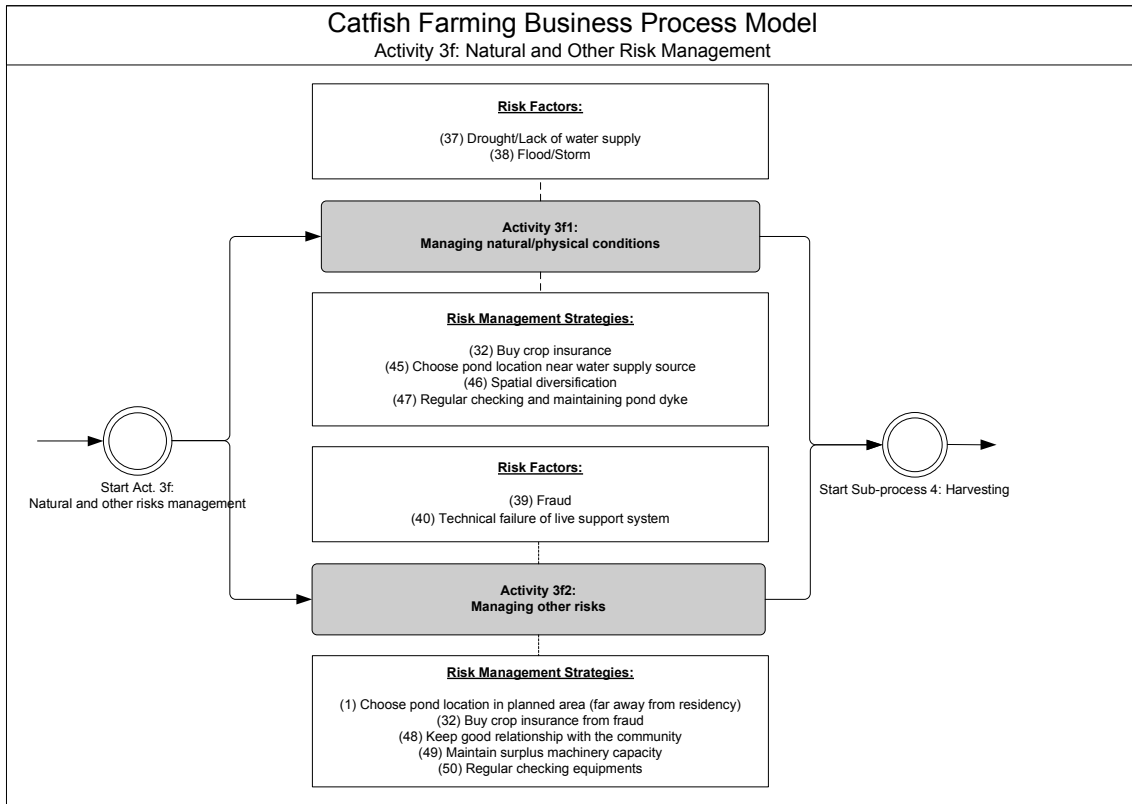 Catfish Farming Business Process Model
Activity 3f: Natural and Other Risk Management
Risk Factors:
(37) Drought/Lack of water supply
(38) Flood/Storm
Activity 3f1:
Managing natural/physical conditions
Risk Management Strategies:
(32) Buy crop insurance
(45) Choose pond location near water supply source
(46) Spatial diversification
(47) Regular checking and maintaining pond dyke
Start Act. 3f:
Natural and other risks management
Risk Factors:
(39) Fraud
(40) Technical failure of live support system
Start Sub-process 4: Harvesting
Activity 3f2:
Managing other risks
Risk Management Strategies:
(1) Choose pond location in planned area (far away from residency)
(32) Buy crop insurance from fraud
(48) Keep good relationship with the community
(49) Maintain surplus machinery capacity
(50) Regular checking equipments